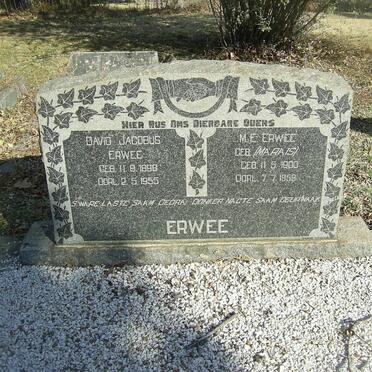 HIER RUS ONS DIERBARE OUERS
DAVID JACOBUS
ERWEE
GEB. 11.8.1898
OORL. 2.5.1955
M.E. ERWEE
GEB. (MARAIS)
GEB. 11.5.1900
OORL. 7.7.1958
SWARE LASTE SAAM GEDRA: DONKER NAGTE SAAM DEURWAAK
ERWEE